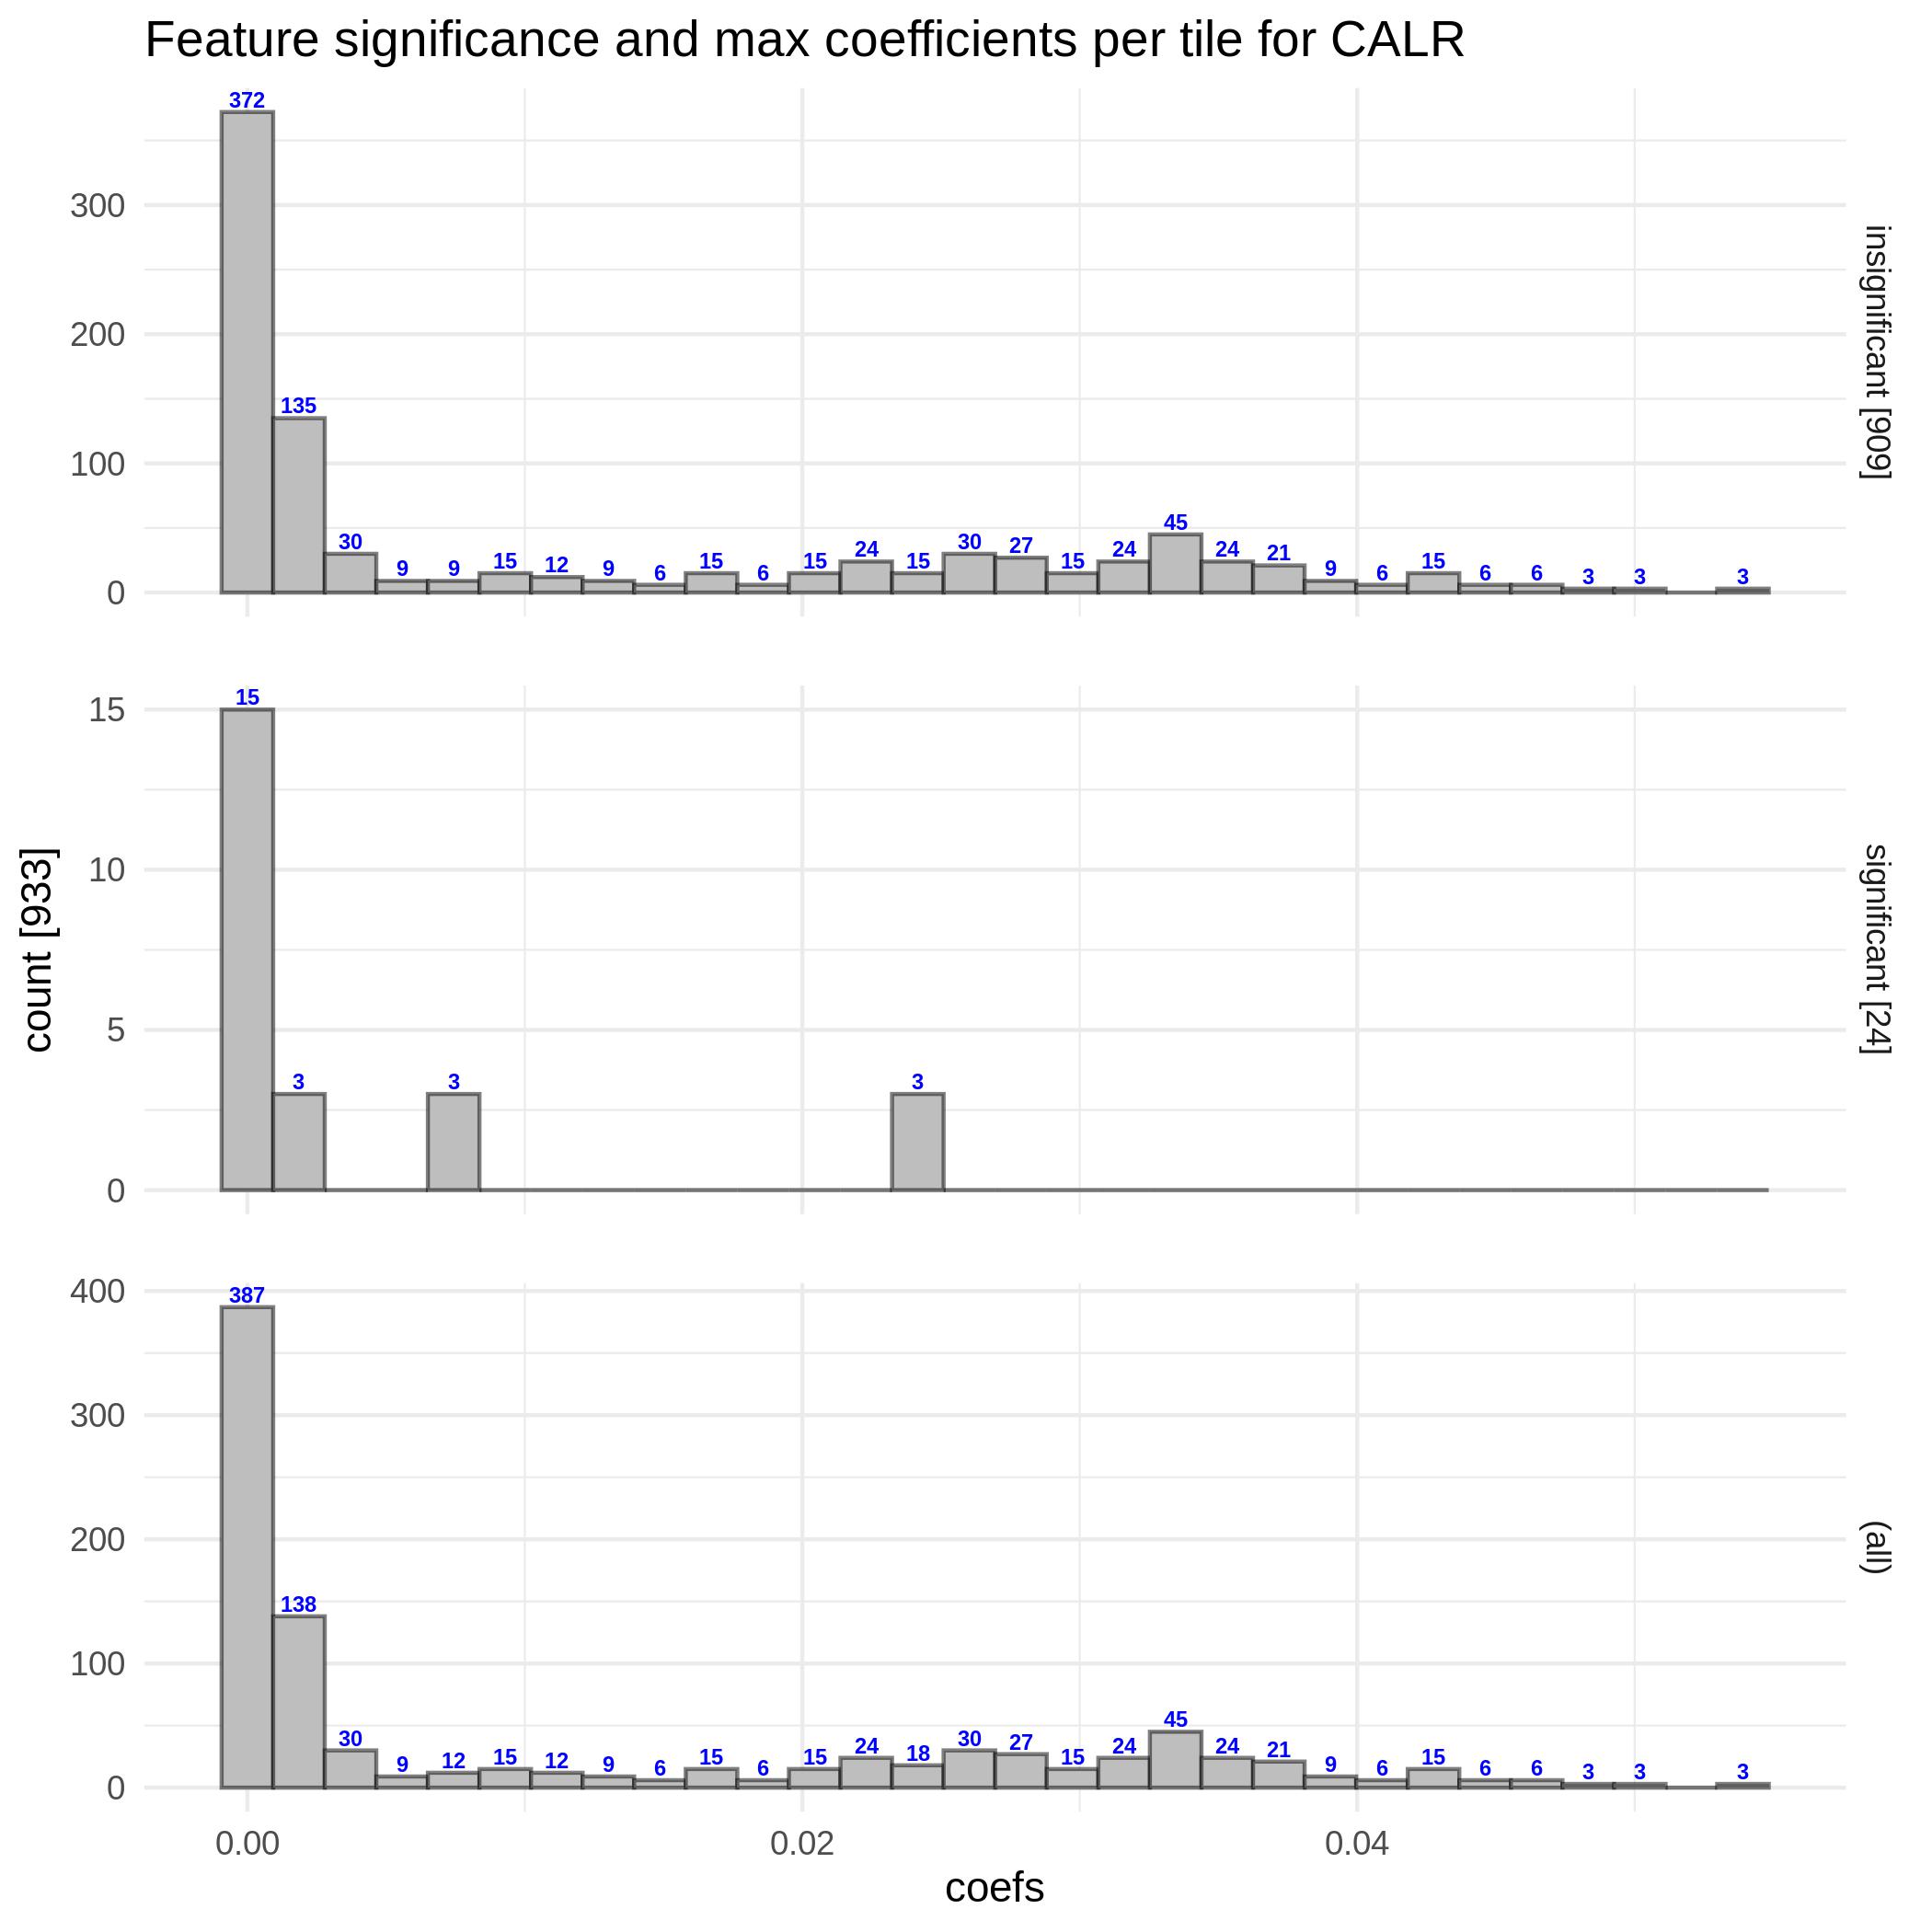 Feature significance and max coefficients per tile for CALR
372
135
30 9 9 15 12 9 6 15 6 15 24 15 30 27 15 24 45 24 21 9 6 15 6 6 3 3 3
300
200
100
0
insignificant [909]
15
3 3 3
15
10
5
0
significant [24]
count [933]
387
138
30 9 12 15 12 9 6 15 6 15 24 18 30 27 15 24 45 24 21 9 6 15 6 6 3 3 3
400
300
200
100
0
(all)
0.00 0.02 0.04
coefs